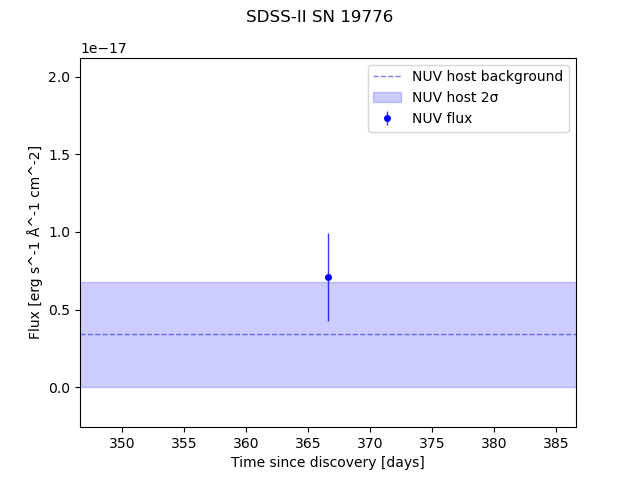 SDSS-II SN 19776
1e−17
2.0
1.5
1.0
0.5
0.0
Flux [erg s^-1 Å^-1 cm^-2]
NUV host background
NUV host 2σ
NUV flux
350 355 360 365 370 375 380 385
Time since discovery [days]